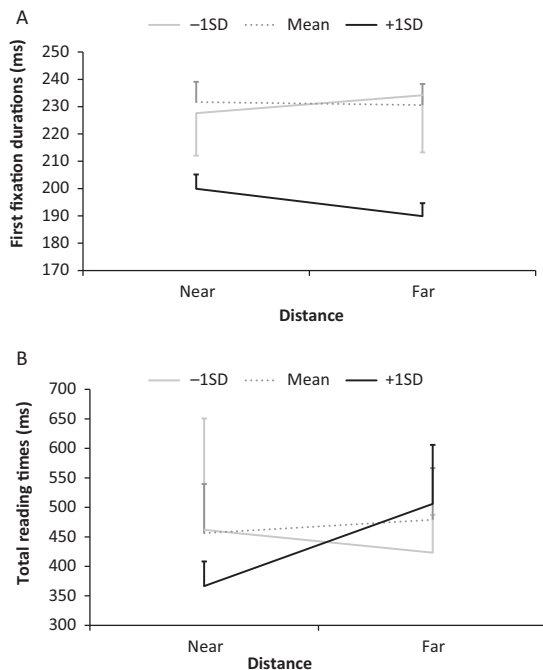 A
–1SD Mean +1SD
First fixation durations (ms)
250
240
230
220
210
200
190
180
170
Near Far
Distance
B
–1SD Mean +1SD
Total reading times (ms)
700
650
600
550
500
450
400
350
300
Near Far
Distance